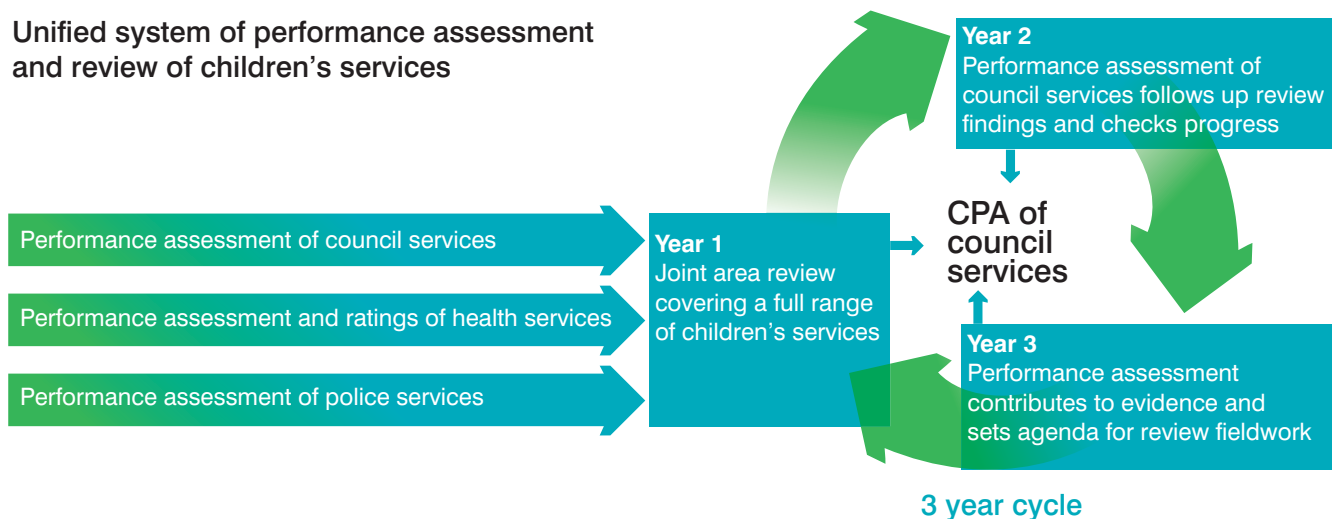 Unified system of performance assessment
and review of children's services
Performance assessment of council services
Performance assessment and ratings of health services
Performance assessment of police services
Year 1
Joint area review
covering a full range
of children's services
Year 2
Performance assessment of
council services follows up review
findings and checks progress
CPA of
council
services
Year 3
Performance assessment
contributes to evidence and
sets agenda for review fieldwork
3 year cycle